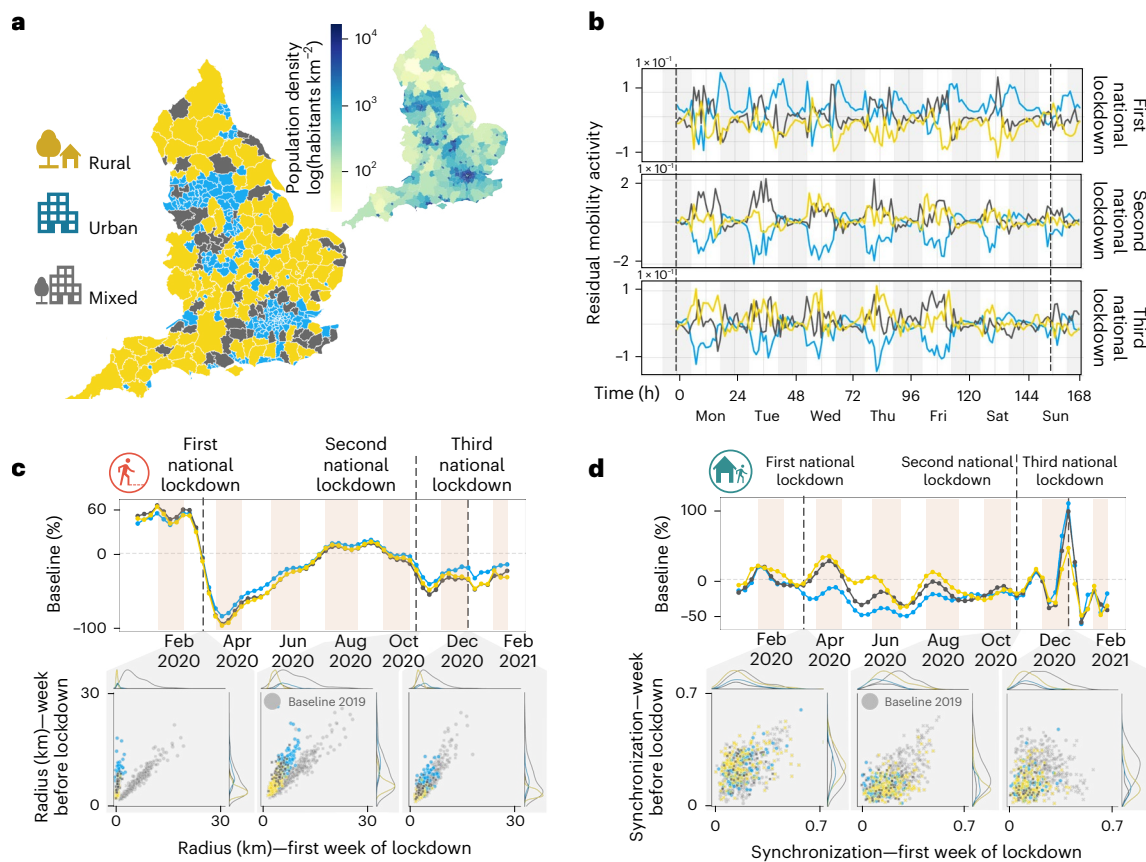 a
Population density
log(habitants km⁻²)
10⁴
10³
10²
Rural
Urban
Mixed
b
Residual mobility activity
1 × 10⁻¹
1
−1
First
national
lockdown
1 × 10⁻¹
2
−2
Second
national
lockdown
1 × 10⁻¹
1
−1
Third
national
lockdown
Time (h)
0 24 48 72 96 120 144 168
Mon Tue Wed Thu Fri Sat Sun
c
First
national
lockdown
Second
national
lockdown
Third
national
lockdown
Baseline (%)
60
0
−100
Feb
2020
Apr
2020
Jun
2020
Aug
2020
Oct
2020
Dec
2020
Feb
2021
Radius (km)—week
before lockdown
30
0
Baseline 2019
0 30 0 30 0 30
Radius (km)—first week of lockdown
d
First national
lockdown
Second national
lockdown
Third national
lockdown
Baseline (%)
100
0
−50
Feb
2020
Apr
2020
Jun
2020
Aug
2020
Oct
2020
Dec
2020
Feb
2021
Synchronization—week
before lockdown
0.7
0
Baseline 2019
0 0.7 0 0.7 0 0.7
Synchronization—first week of lockdown